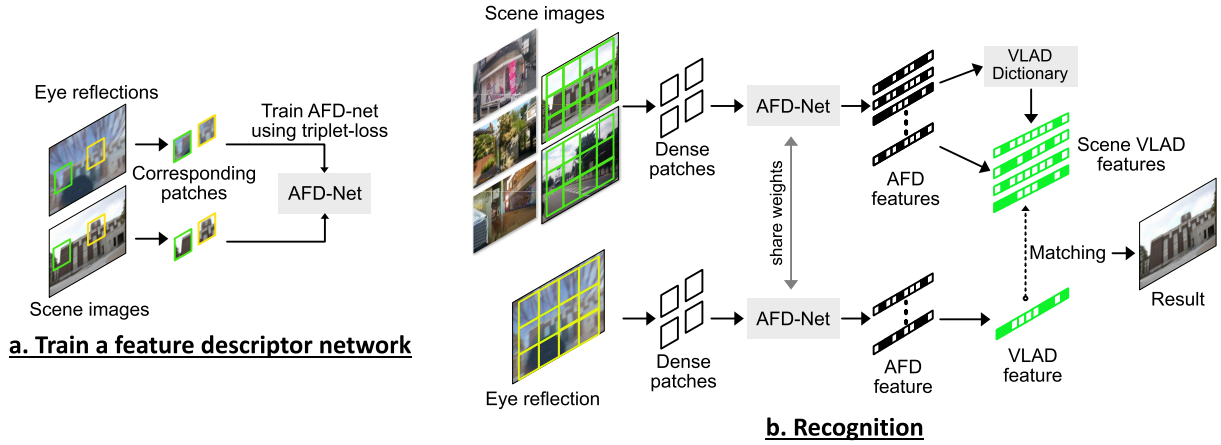 Eye reflections
Train AFD-net
using triplet-loss
Corresponding
patches
AFD-Net
Scene images
a. Train a feature descriptor network
Scene images
Dense
patches
AFD-Net
AFD
features
VLAD
Dictionary
Scene VLAD
features
share weights
Matching
Result
Eye reflection
Dense
patches
AFD-Net
AFD
feature
VLAD
feature
b. Recognition